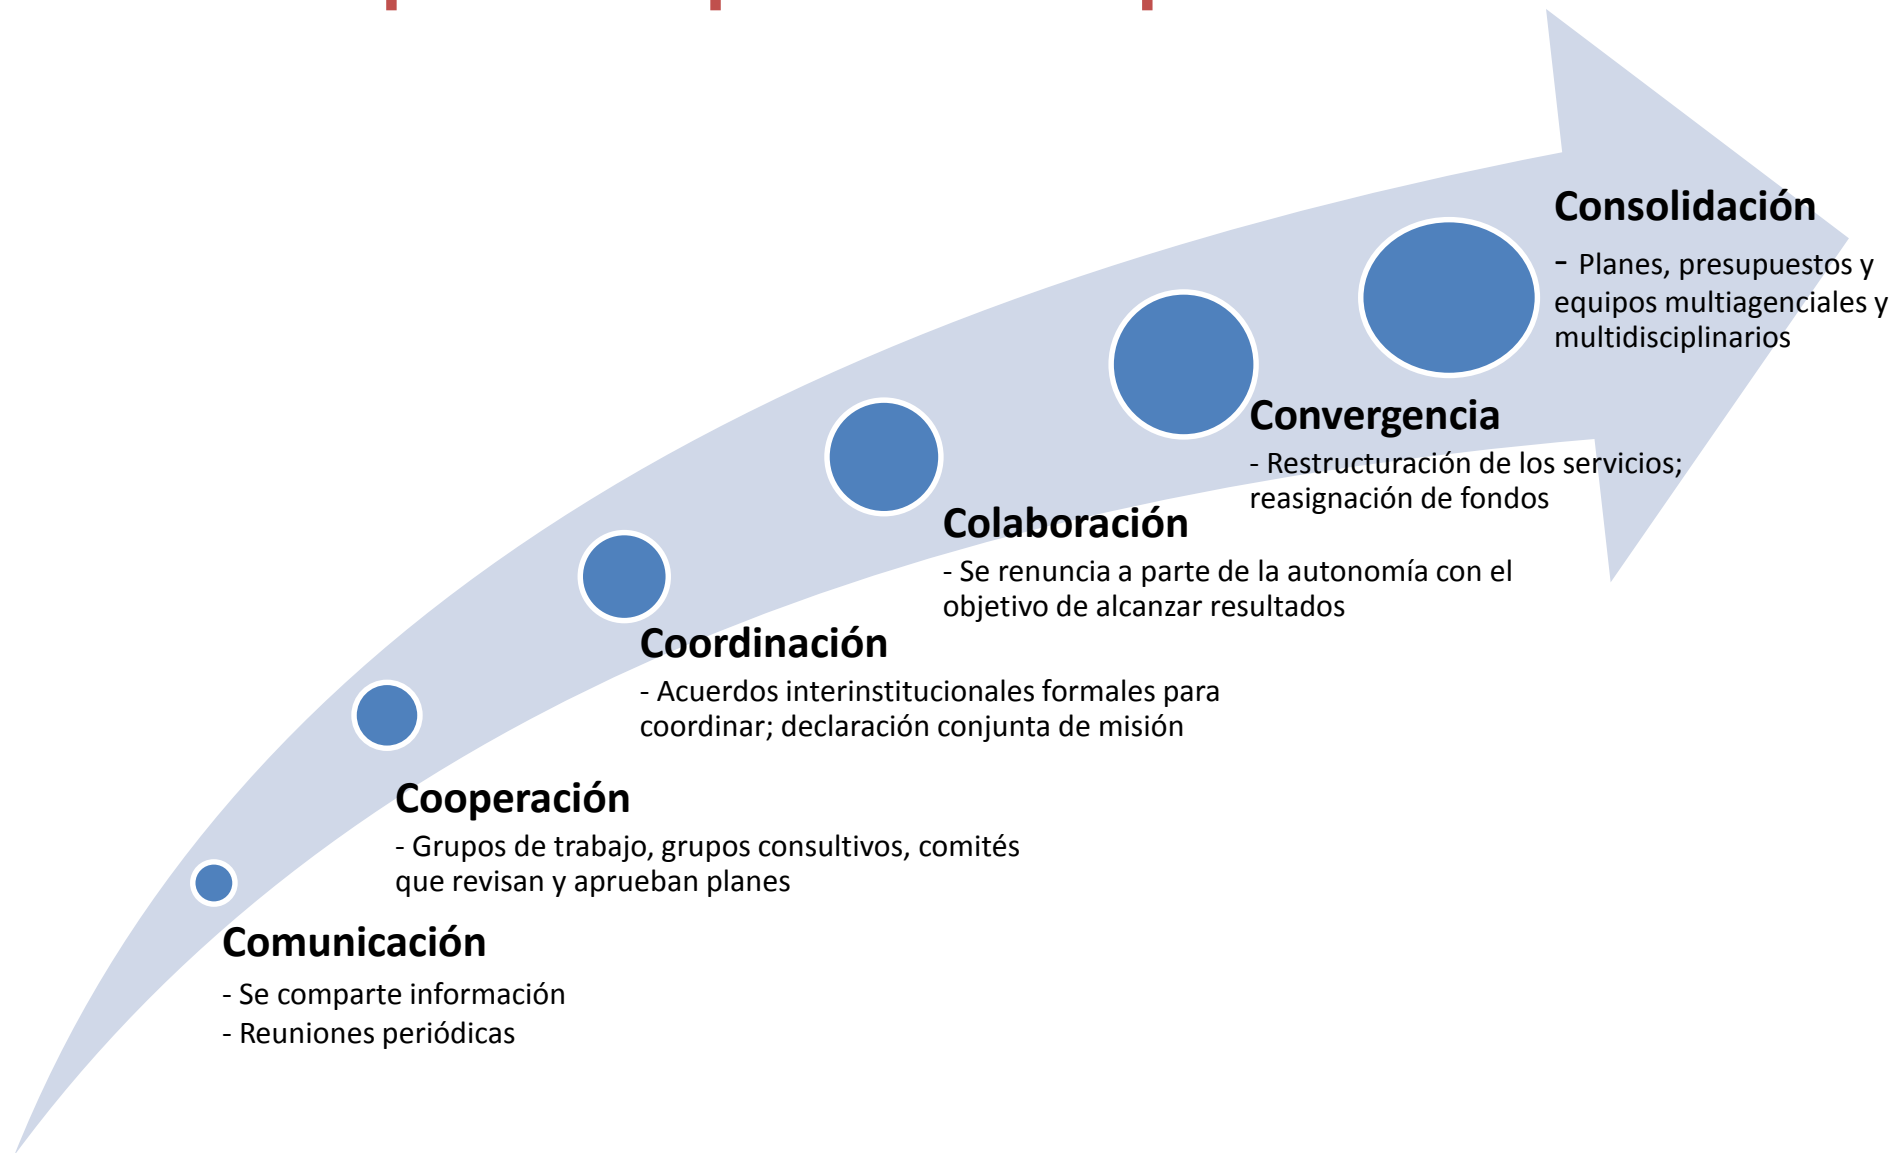 Consolidación
- Planes, presupuestos y
equipos multiagenciales y
multidisciplinarios
Convergencia
- Restructuración de los servicios;
reasignación de fondos
Colaboración
- Se renuncia a parte de la autonomía con el
objetivo de alcanzar resultados
Coordinación
- Acuerdos interinstitucionales formales para
coordinar; declaración conjunta de misión
Cooperación
- Grupos de trabajo, grupos consultivos, comités
que revisan y aprueban planes
Comunicación
- Se comparte información
- Reuniones periódicas